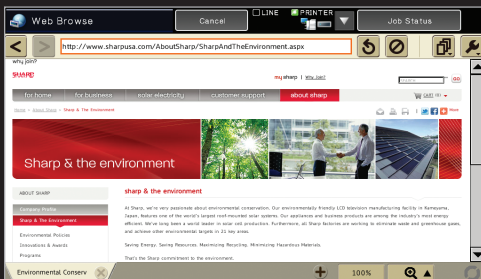 Web Browse
Cancel
LINE
PRINTER
Job Status
http://www.sharpusa.com/AboutSharp/SharpAndTheEnvironment.aspx
why join?
SHARP
my sharp | Why Join?
GO
for home
for business
solar electricity
customer support
about sharp
CART (0)
Home > About Sharp > Sharp & The Environment
More
Sharp & the environment
ABOUT SHARP
Company Profile
Sharp & The Environment
Environmental Policies
Innovations & Awards
Programs
sharp & the environment
At Sharp, we're very passionate about environmental conservation. Our environmentally friendly LCD television manufacturing facility in Kameyama,
Japan, features one of the world's largest roof-mounted solar systems. Our appliances and business products are among the industry's most energy
efficient. We've long been a world leader in solar cell production. Furthermore, all Sharp factories are working to eliminate waste and greenhouse gases,
and achieve other environmental targets in 21 key areas.
Saving Energy, Saving Resources, Maximizing Recycling, Minimizing Hazardous Materials.
That's the Sharp commitment to the environment.
Environmental Conserv
100%